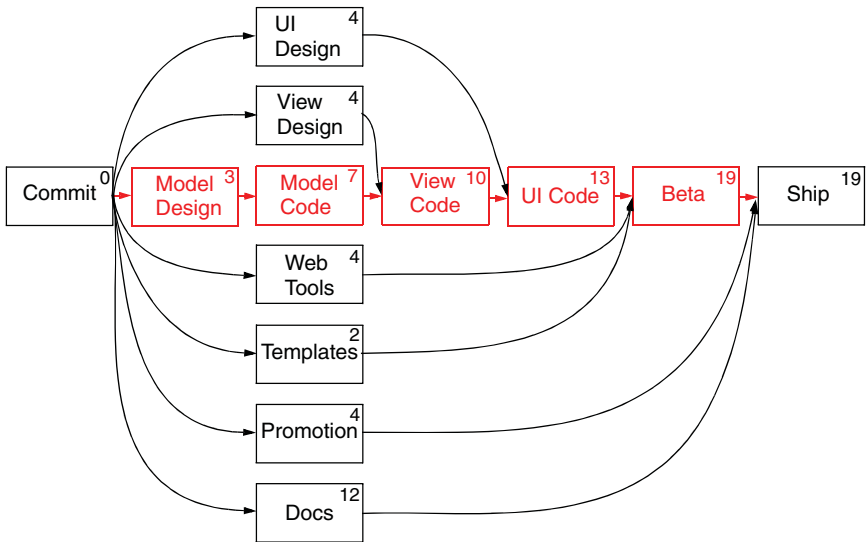 4
UI
Design
4
View
Design
0
Commit
3
Model
Design
7
Model
Code
10
View
Code
13
UI Code
19
Beta
19
Ship
4
Web
Tools
2
Templates
4
Promotion
12
Docs